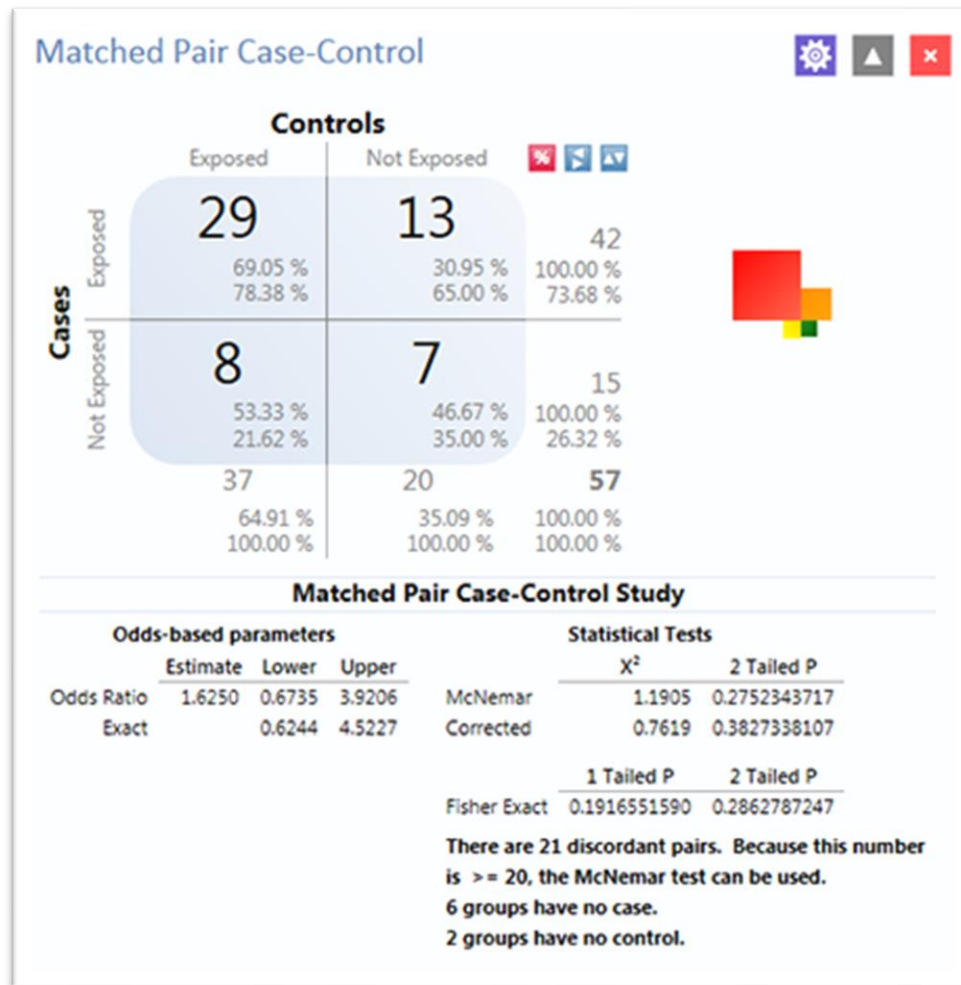 Matched Pair Case-Control
Controls
Exposed Not Exposed %
Cases
Exposed
29 13 42
69.05 % 30.95 % 100.00 %
78.38 % 65.00 % 73.68 %
Not Exposed
8 7 15
53.33 % 46.67 % 100.00 %
21.62 % 35.00 % 26.32 %
37 20 57
64.91 % 35.09 % 100.00 %
100.00 % 100.00 % 100.00 %
Matched Pair Case-Control Study
Odds-based parameters
Estimate Lower Upper
Odds Ratio 1.6250 0.6735 3.9206
Exact 0.6244 4.5227
Statistical Tests
X² 2 Tailed P
McNemar 1.1905 0.2752343717
Corrected 0.7619 0.3827338107
1 Tailed P 2 Tailed P
Fisher Exact 0.1916551590 0.2862787247
There are 21 discordant pairs. Because this number
is >= 20, the McNemar test can be used.
6 groups have no case.
2 groups have no control.